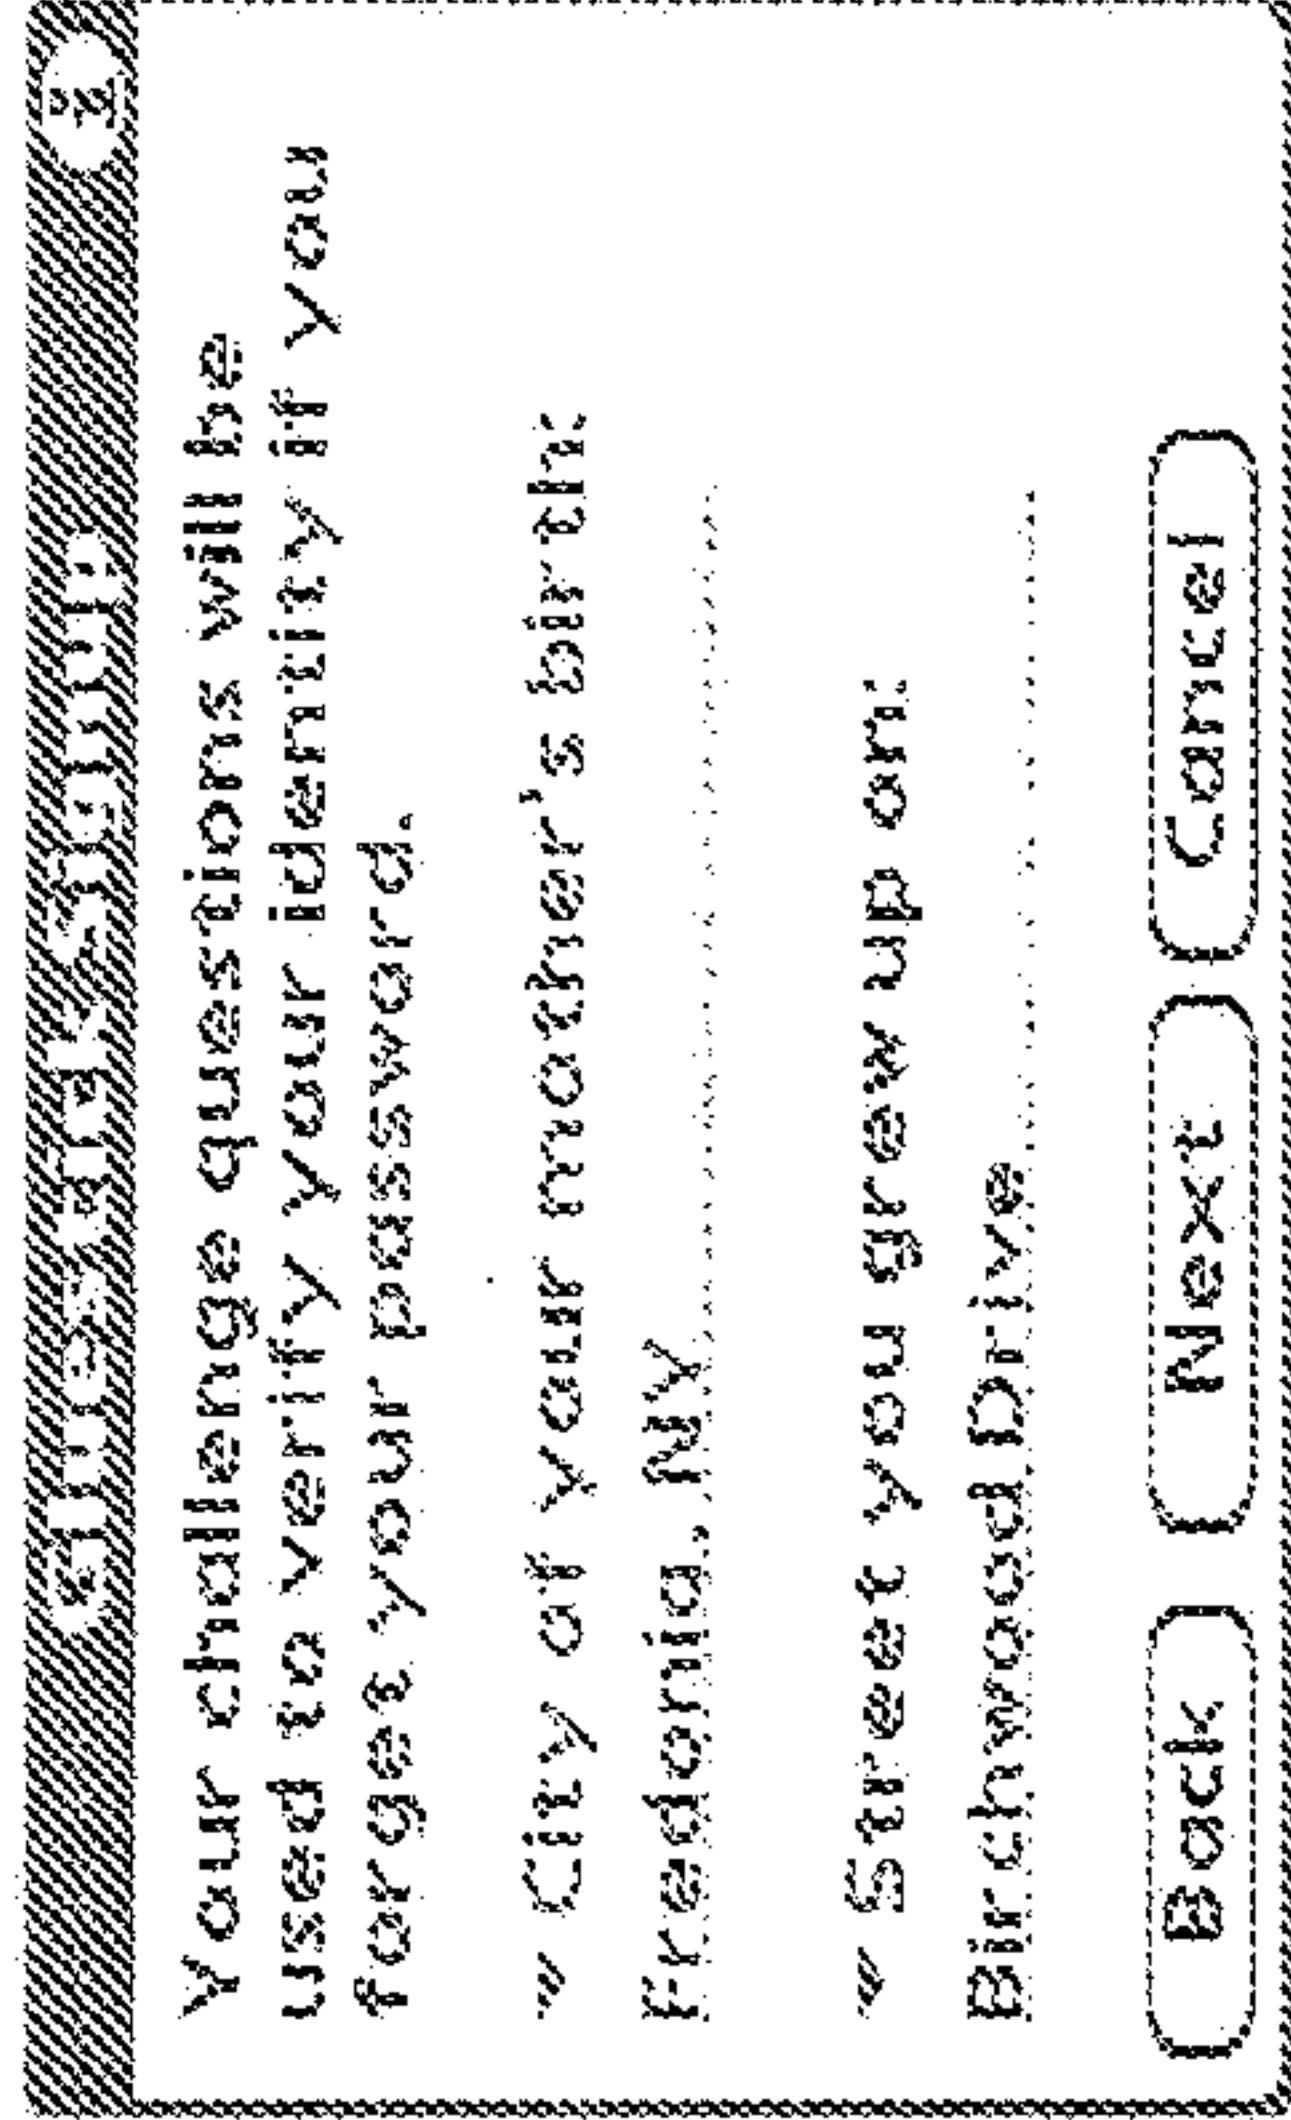 Signup
Your challenge questions will be
used to verify your identity if you
forget your password.
City of your mother's birth:
Fredonia, NY
Street you grew up on:
Birchwood Drive
Back
Next
Cancel